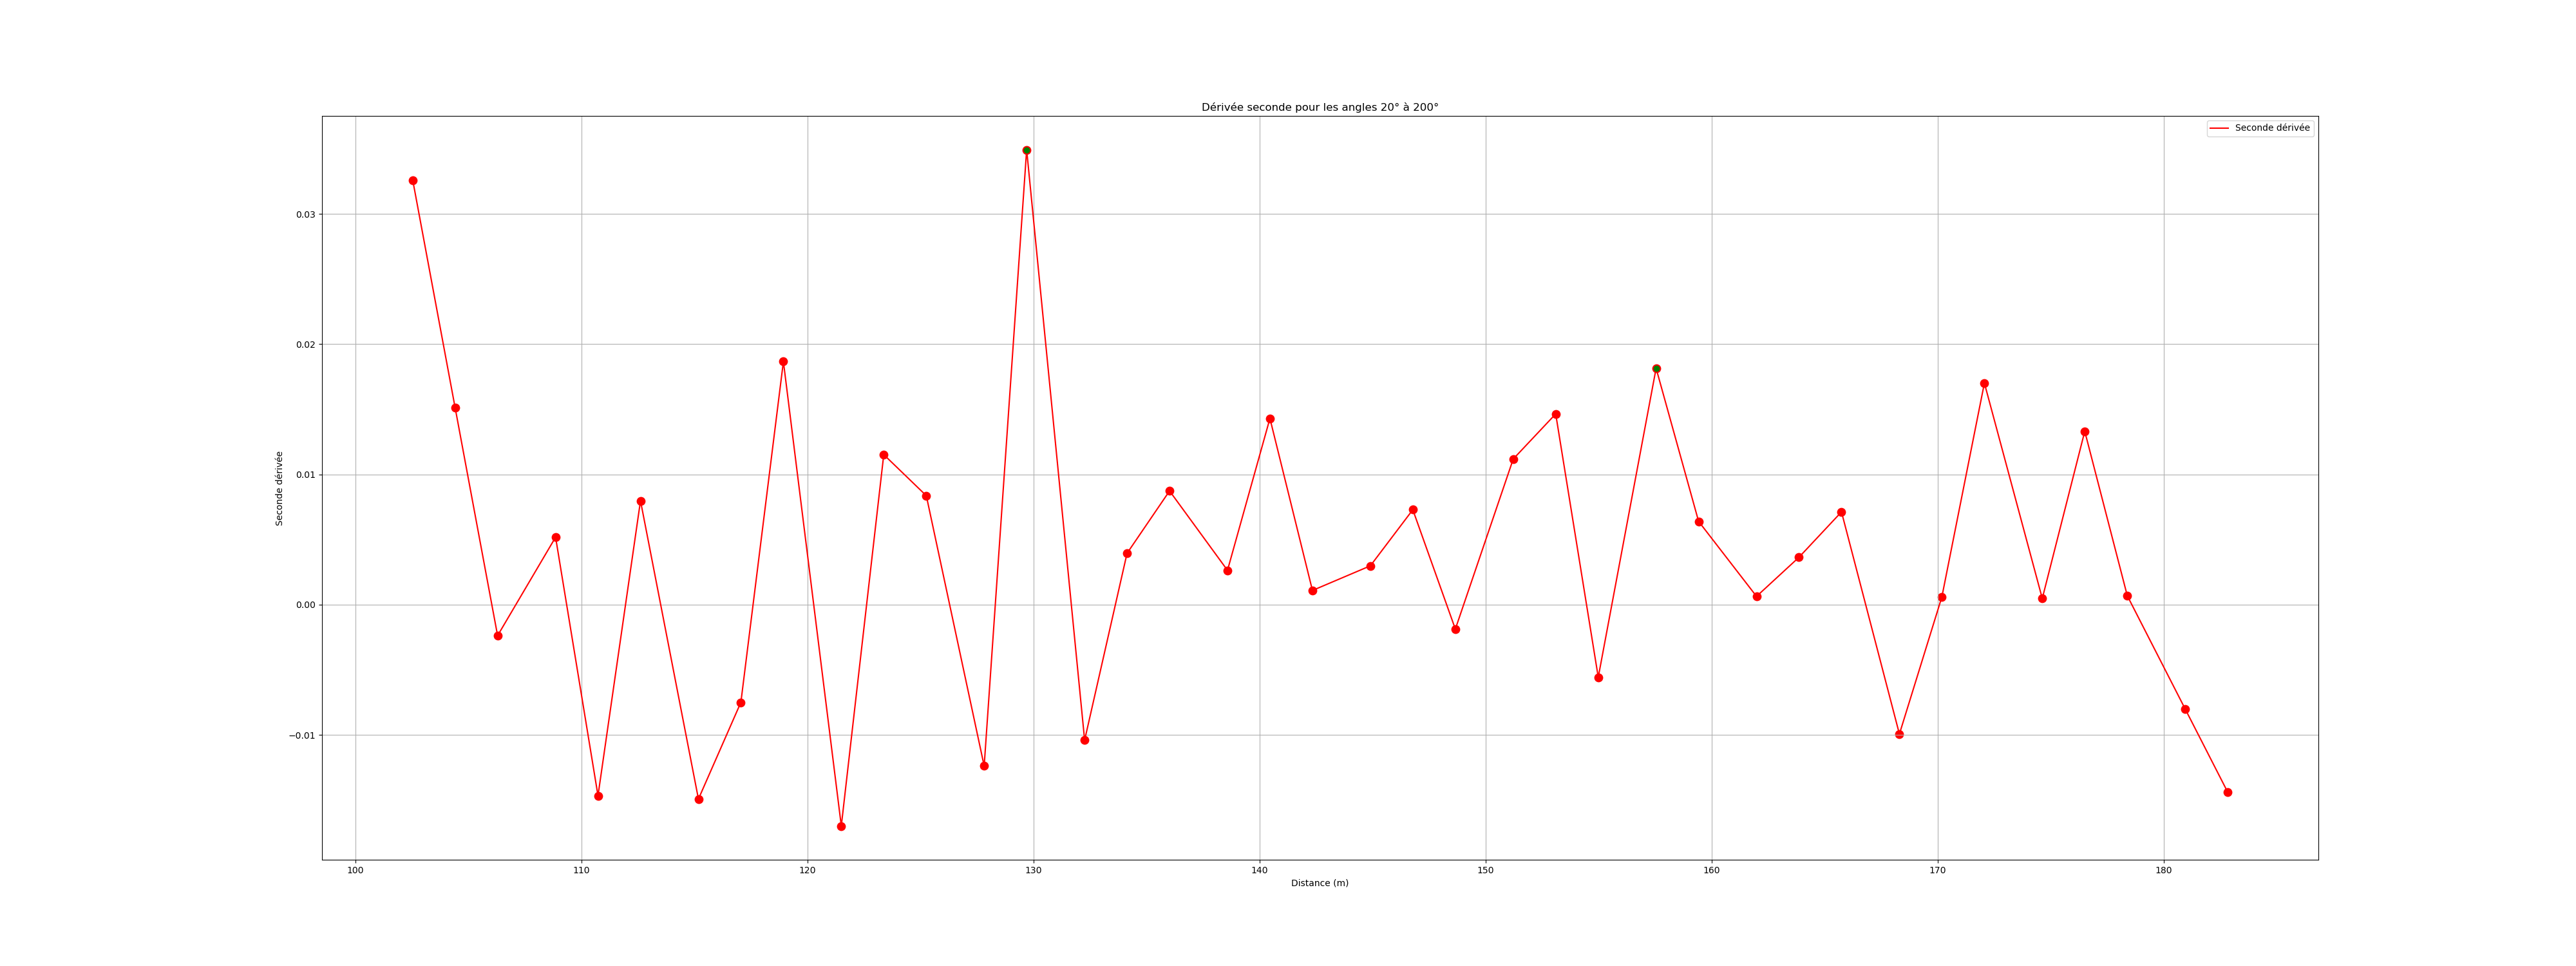 Dérivée seconde pour les angles 20° à 200°
Seconde dérivée
0.03
0.02
0.01
0.00
−0.01
Seconde dérivée
100 110 120 130 140 150 160 170 180
Distance (m)